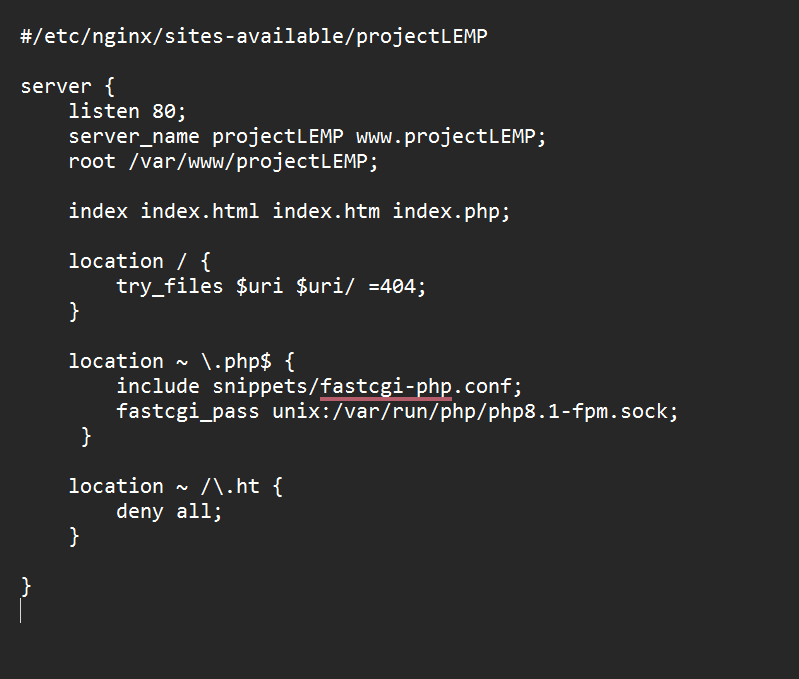 #/etc/nginx/sites-available/projectLEMP

server {
    listen 80;
    server_name projectLEMP www.projectLEMP;
    root /var/www/projectLEMP;

    index index.html index.htm index.php;

    location / {
        try_files $uri $uri/ =404;
    }

    location ~ \.php$ {
        include snippets/fastcgi-php.conf;
        fastcgi_pass unix:/var/run/php/php8.1-fpm.sock;
     }

    location ~ /\.ht {
        deny all;
    }

}